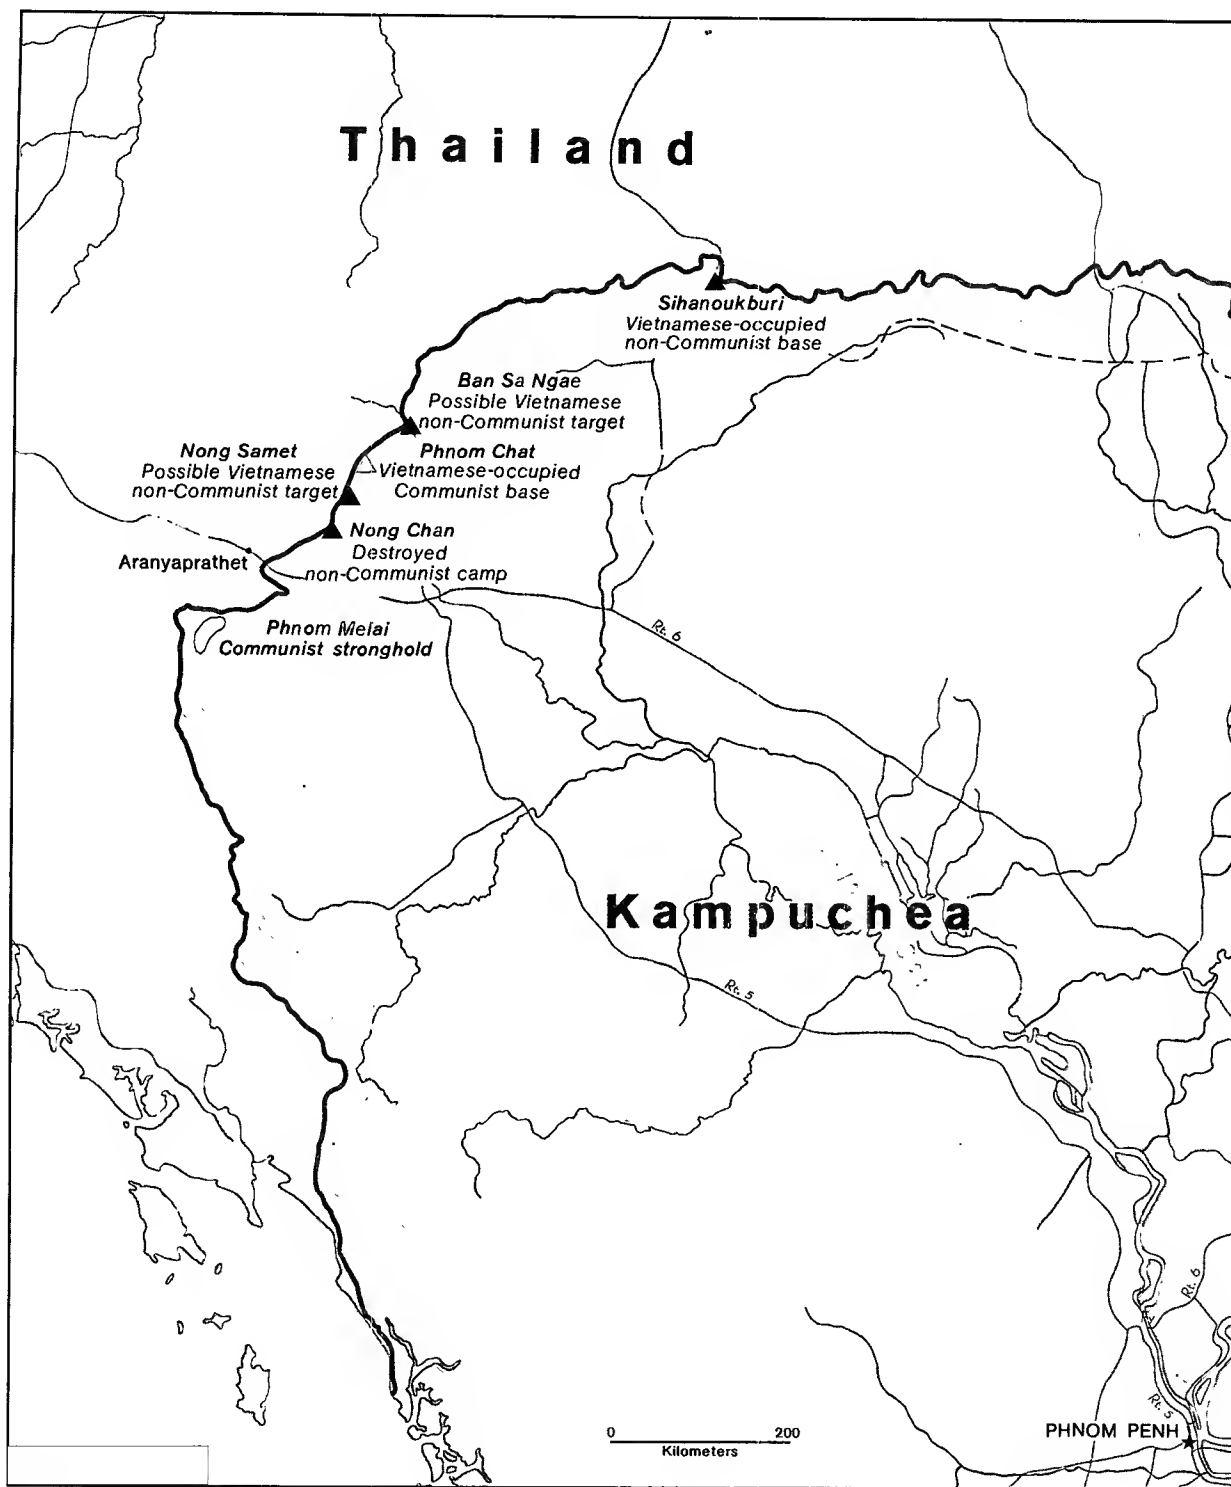 Thailand
Sihanoukburi
Vietnamese-occupied
non-Communist base
Ban Sa Ngae
Possible Vietnamese
non-Communist target
Nong Samet
Possible Vietnamese
non-Communist target
Phnom Chat
Vietnamese-occupied
Communist base
Nong Chan
Destroyed
non-Communist camp
Aranyaprathet
Phnom Melai
Communist stronghold
Rt. 6
Kampuchea
Rt. 5
Rt. 6
Rt. 5
PHNOM PENH
0 200
Kilometers